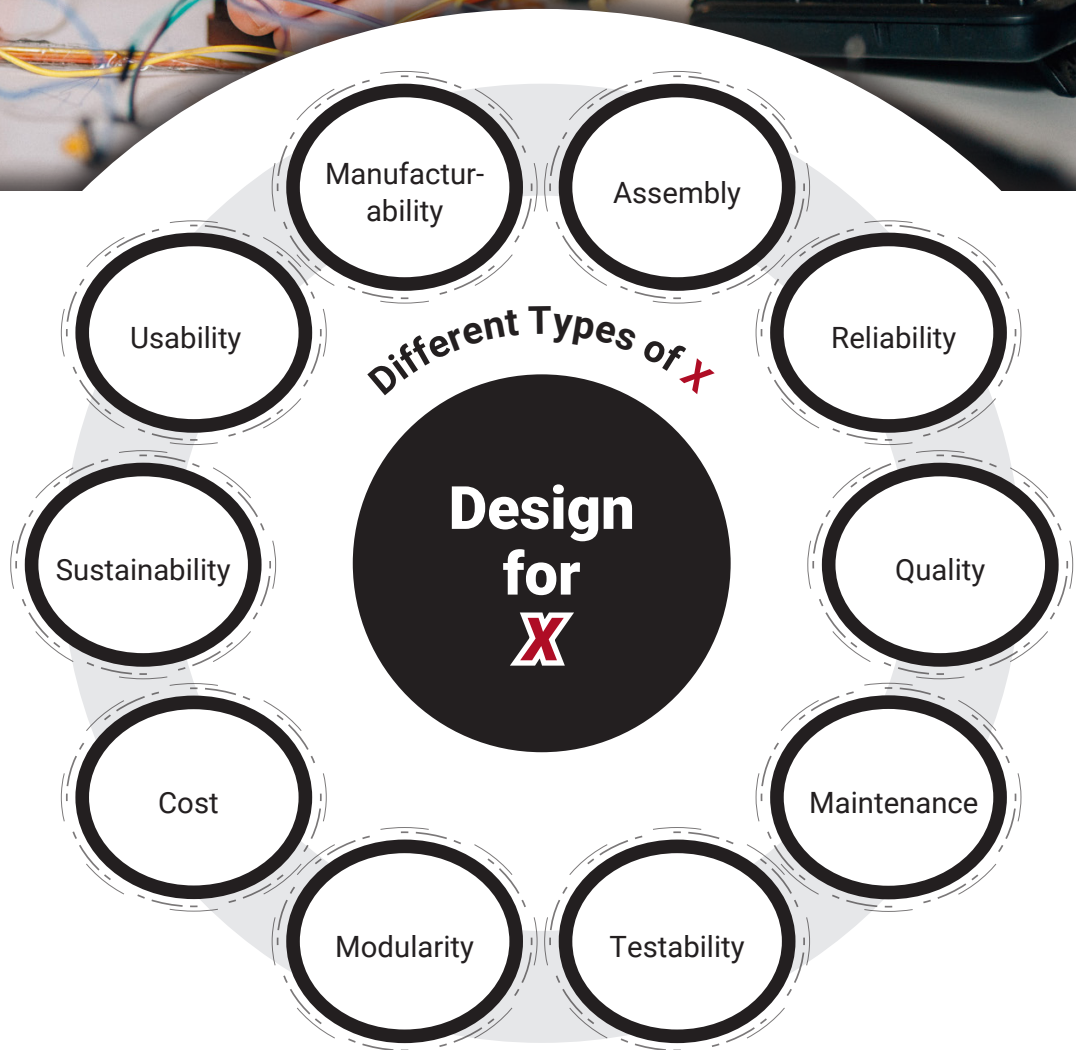 Manufactur-
ability
Assembly
Usability
Reliability
Different Types of X
Design
for
X
Sustainability
Quality
Cost
Maintenance
Modularity
Testability